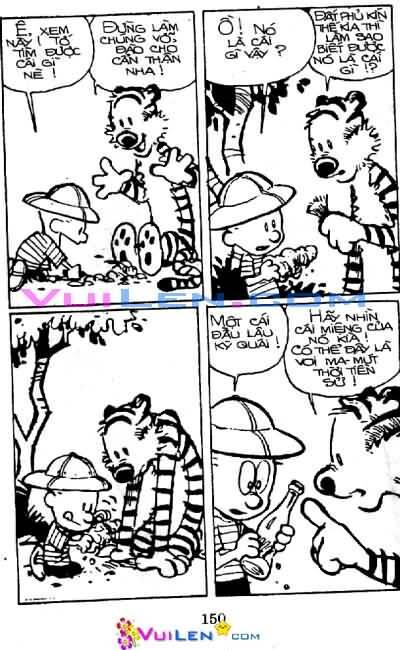 Ê, XEM
NÀY! TỚ
TÌM ĐƯỢC
CÁI GÌ
NÈ!
ĐỪNG LÀM
CHÚNG VỠ,
ĐÀO CHO
CẨN THẬN
NHA!
Ồ! NÓ
LÀ CÁI
GÌ VẬY?
ĐẤT PHỦ KÍN
THẾ KIA THÌ
LÀM SAO
BIẾT ĐƯỢC
NÓ LÀ CÁI
GÌ!?
VUILEN.COM
MỘT CÁI
ĐẦU LÂU
KỲ QUÁI!
HÃY NHÌN
CÁI MIỆNG CỦA
NÓ KÌA!
CÓ THỂ ĐÂY LÀ
VOI MA-MÚT
THỜI TIỀN
SỬ!
150
VUILEN.COM